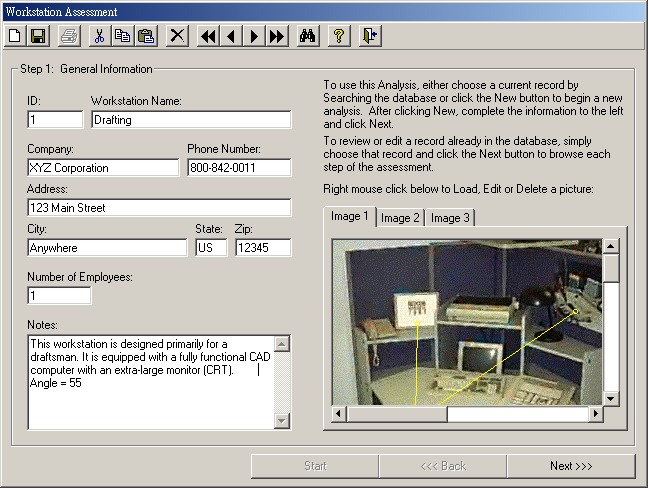 Workstation Assessment
Step 1: General Information
ID:
Workstation Name:
1
Drafting
Company:
Phone Number:
XYZ Corporation
800-842-0011
Address:
123 Main Street
City:
State:
Zip:
Anywhere
US
12345
Number of Employees:
1
Notes:
This workstation is designed primarily for a
draftsman. It is equipped with a fully functional CAD
computer with an extra-large monitor (CRT).
Angle = 55
To use this Analysis, either choose a current record by
Searching the database or click the New button to begin a new
analysis. After clicking New, complete the information to the left
and click Next.
To review or edit a record already in the database, simply
choose that record and click the Next button to browse each
step of the assessment.
Right mouse click below to Load, Edit or Delete a picture:
Image 1
Image 2
Image 3
Start
<<< Back
Next >>>